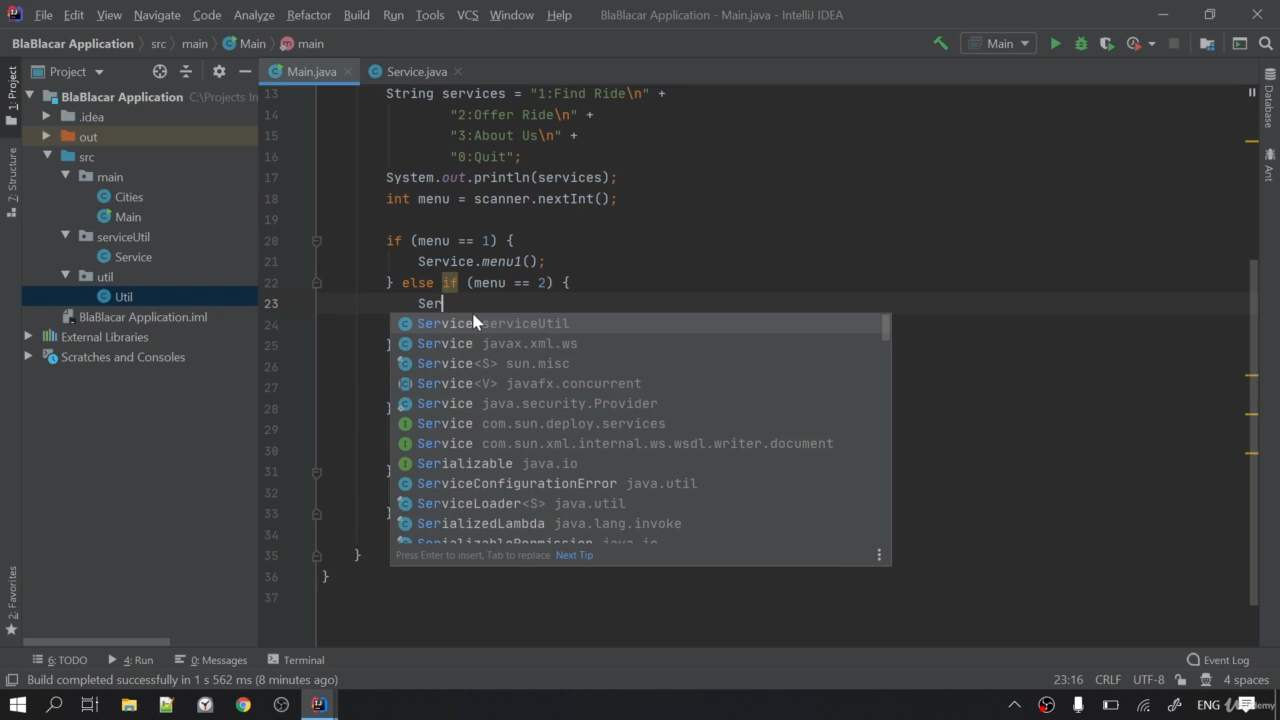 File Edit View Navigate Code Analyze Refactor Build Run Tools VCS Window Help BlaBlacar Application - Main.java - IntelliJ IDEA
BlaBlacar Application src main Main main Main
1: Project
7: Structure
2: Favorites
Project
Main.java Service.java
BlaBlacar Application C:\Projects In
.idea
out
src
main
Cities
Main
serviceUtil
Service
util
Util
BlaBlacar Application.iml
External Libraries
Scratches and Consoles
13 String services = "1:Find Ride\n" +
14 "2:Offer Ride\n" +
15 "3:About Us\n" +
16 "0:Quit";
17 System.out.println(services);
18 int menu = scanner.nextInt();
19
20 if (menu == 1) {
21 Service.menu1();
22 } else if (menu == 2) {
23 Ser
24
25 }
26
27
28 }
30
31 }
32
33 }
34
35 }
36 }
37
Service serviceUtil
Service javax.xml.ws
Service<S> sun.misc
Service<V> javafx.concurrent
Service java.security.Provider
Service com.sun.deploy.services
Service com.sun.xml.internal.ws.wsdl.writer.document
Serializable java.io
ServiceConfigurationError java.util
ServiceLoader<S> java.util
SerializedLambda java.lang.invoke
SerializablePermission java.io
Press Enter to insert, Tab to replace Next Tip
Database
Ant
6: TODO 4: Run 0: Messages Terminal Event Log
Build completed successfully in 1 s 562 ms (8 minutes ago) 23:16 CRLF UTF-8 4 spaces
ENG